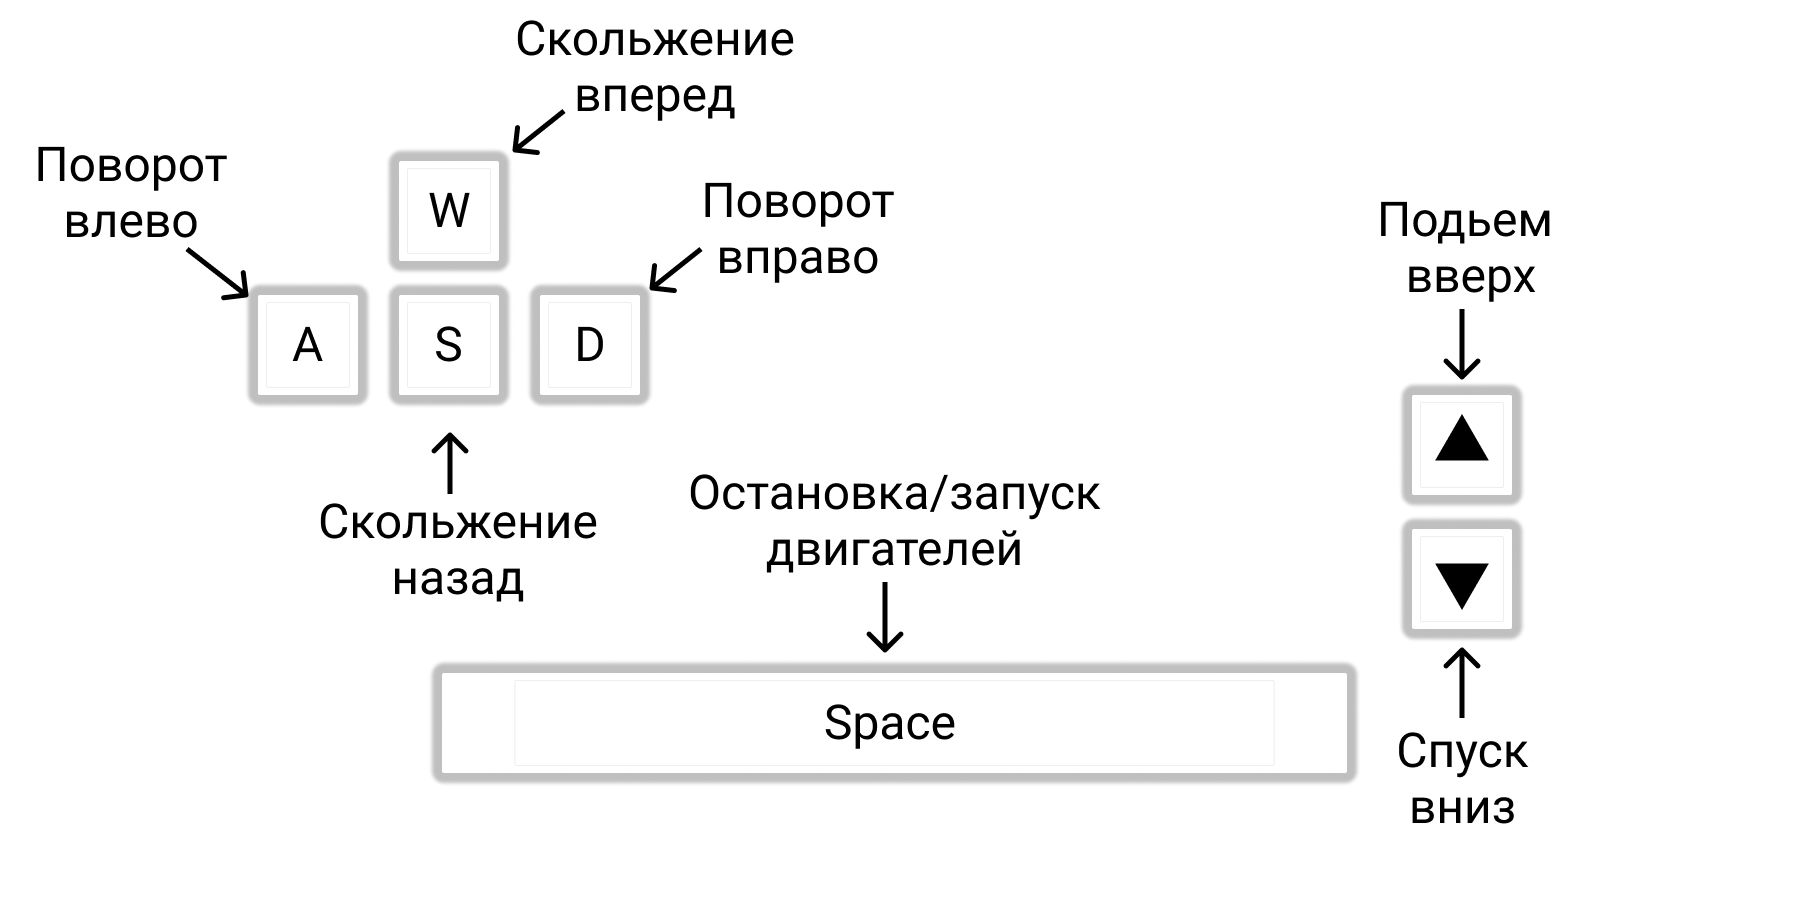 Скольжение
вперед
Поворот
влево
W
Поворот
вправо
A
S
D
Скольжение
назад
Остановка/запуск
двигателей
Space
Подьем
вверх
▲
▼
Спуск
вниз